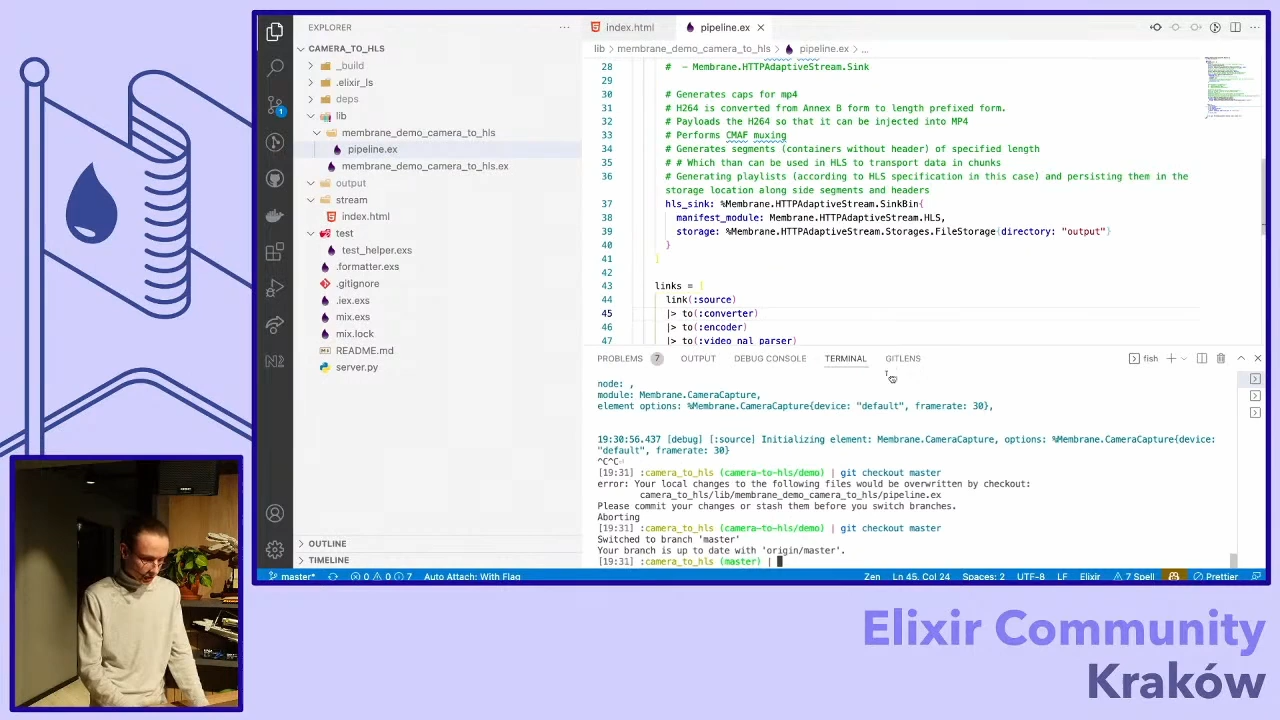 EXPLORER
CAMERA_TO_HLS
_build
.elixir_ls
deps
lib
membrane_demo_camera_to_hls
pipeline.ex
membrane_demo_camera_to_hls.ex
output
stream
index.html
test
test_helper.exs
.formatter.exs
.gitignore
.iex.exs
mix.exs
mix.lock
README.md
server.py
OUTLINE
TIMELINE
index.html
pipeline.ex
lib > membrane_demo_camera_to_hls > pipeline.ex > ...
28 # - Membrane.HTTPAdaptiveStream.Sink
29
30 # Generates caps for mp4
31 # H264 is converted from Annex B form to length prefixed form.
32 # Payloads the H264 so that it can be injected into MP4
33 # Performs CMAF muxing
34 # Generates segments (containers without header) of specified length
35 # # Which than can be used in HLS to transport data in chunks
36 # Generating playlists (according to HLS specification in this case) and persisting them in the
storage location along side segments and headers
37 hls_sink: %Membrane.HTTPAdaptiveStream.SinkBin{
38 manifest_module: Membrane.HTTPAdaptiveStream.HLS,
39 storage: %Membrane.HTTPAdaptiveStream.Storages.FileStorage{directory: "output"}
40 }
41 ]
42
43 links = [
44 link(:source)
45 |> to(:converter)
46 |> to(:encoder)
47 |> to(:video_nal_parser)
PROBLEMS 7 OUTPUT DEBUG CONSOLE TERMINAL GITLENS fish
node: ,
module: Membrane.CameraCapture,
element options: %Membrane.CameraCapture{device: "default", framerate: 30},
19:30:56.437 [debug] [:source] Initializing element: Membrane.CameraCapture, options: %Membrane.CameraCapture{device:
"default", framerate: 30}
^C^C⏎
[19:31] :camera_to_hls (camera-to-hls/demo) | git checkout master
error: Your local changes to the following files would be overwritten by checkout:
camera_to_hls/lib/membrane_demo_camera_to_hls/pipeline.ex
Please commit your changes or stash them before you switch branches.
Aborting
[19:31] :camera_to_hls (camera-to-hls/demo) | git checkout master
Switched to branch 'master'
Your branch is up to date with 'origin/master'.
[19:31] :camera_to_hls (master) |
master* 0 0 7 Auto Attach: With Flag Zen Ln 45, Col 24 Spaces: 2 UTF-8 LF Elixir 7 Spell Prettier
Elixir Community
Kraków